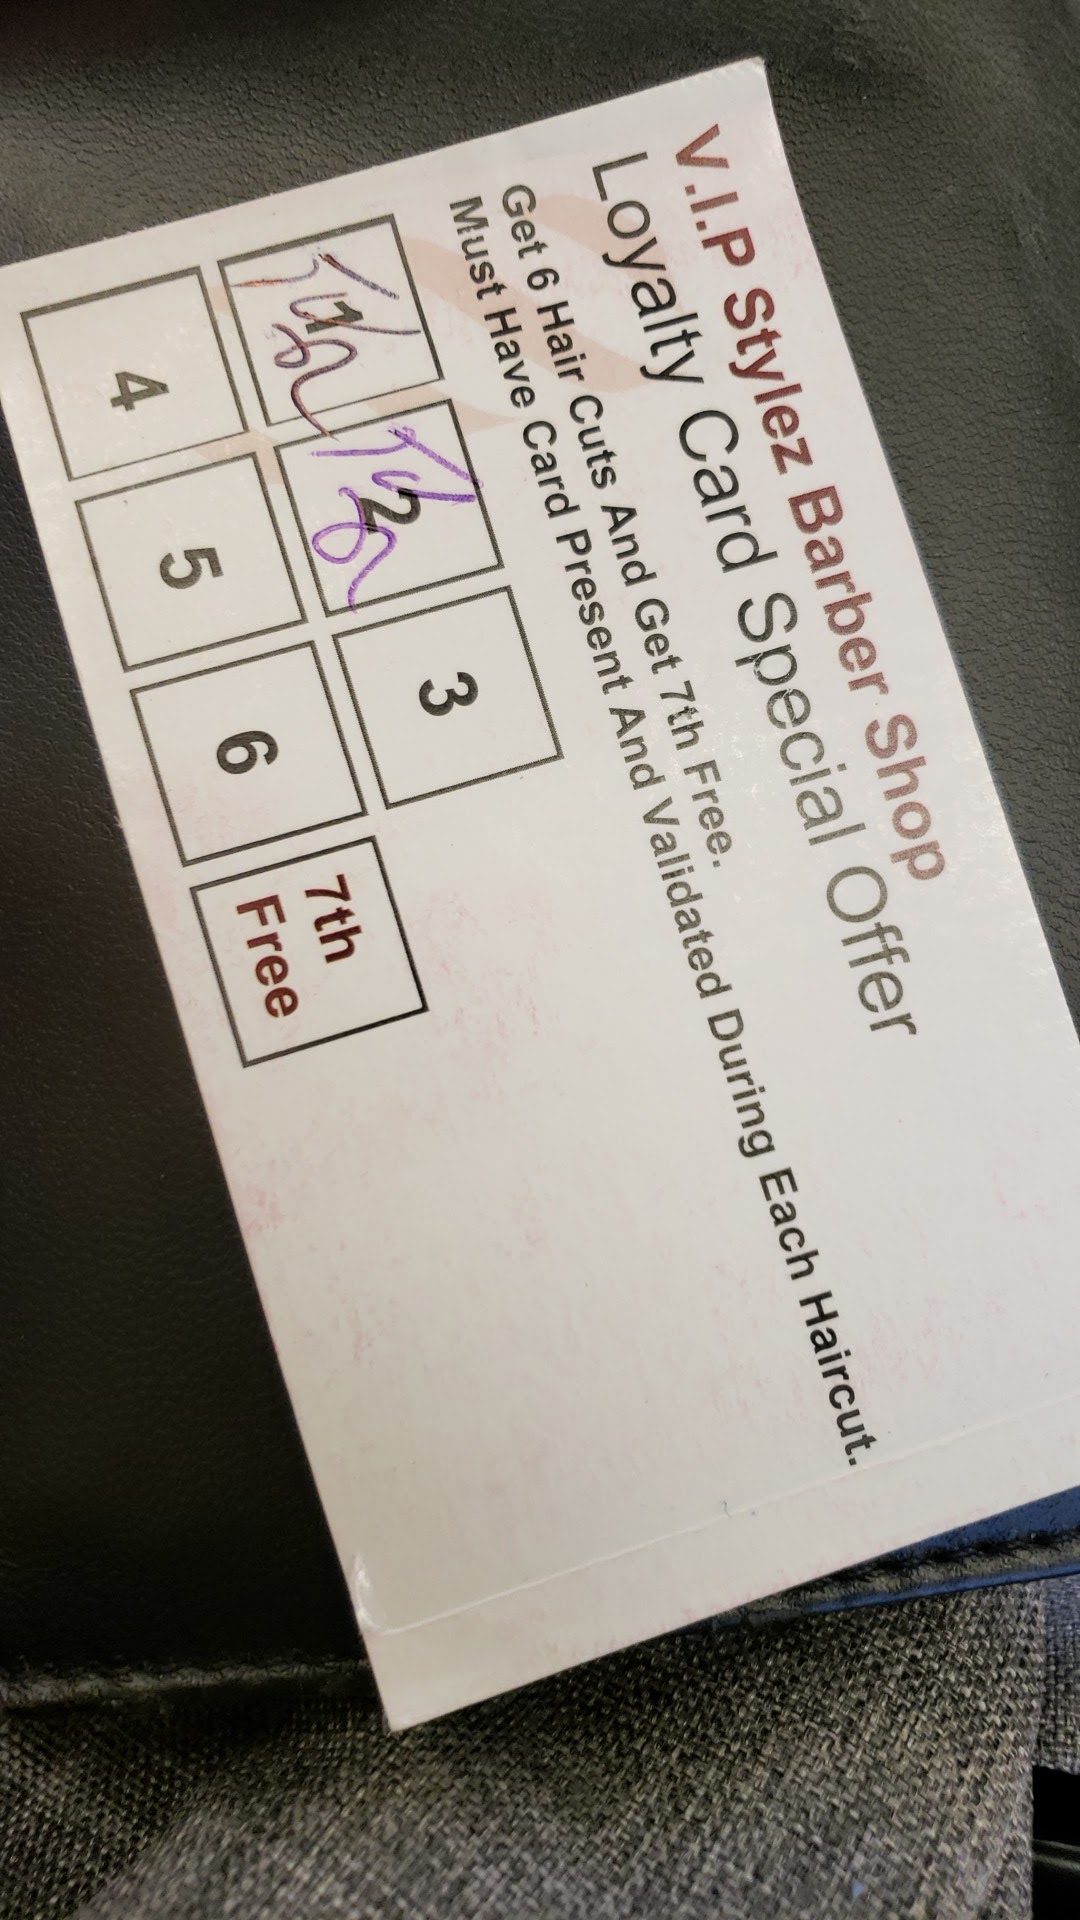 V.I.P Stylez Barber Shop
Loyalty Card Special Offer
Get 6 Hair Cuts And Get 7th Free.
Must Have Card Present And Validated During Each Haircut.
1 2 3
4 5 6 7th
Free